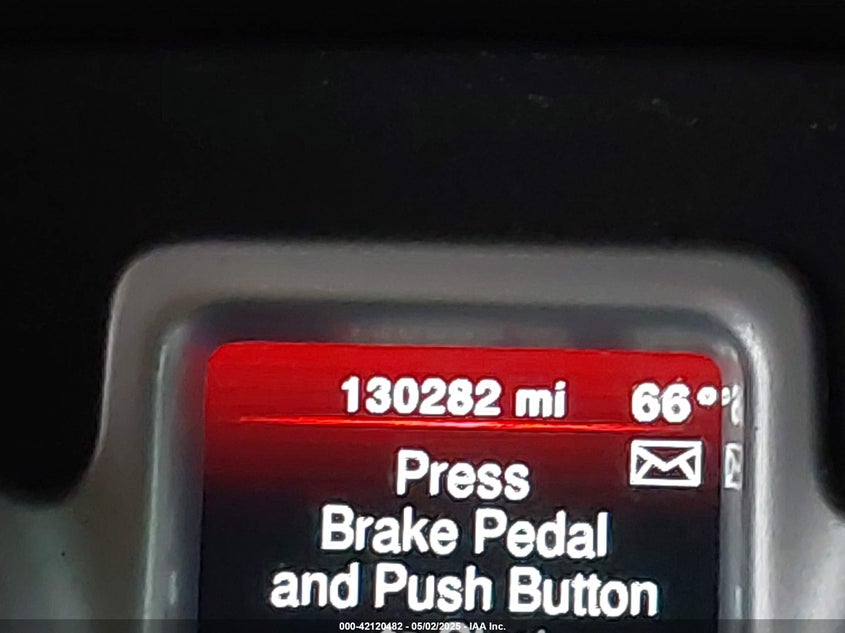 130282 mi 66°
Press
Brake Pedal
and Push Button
000-42120482 - 05/02/2025 - IAA Inc.